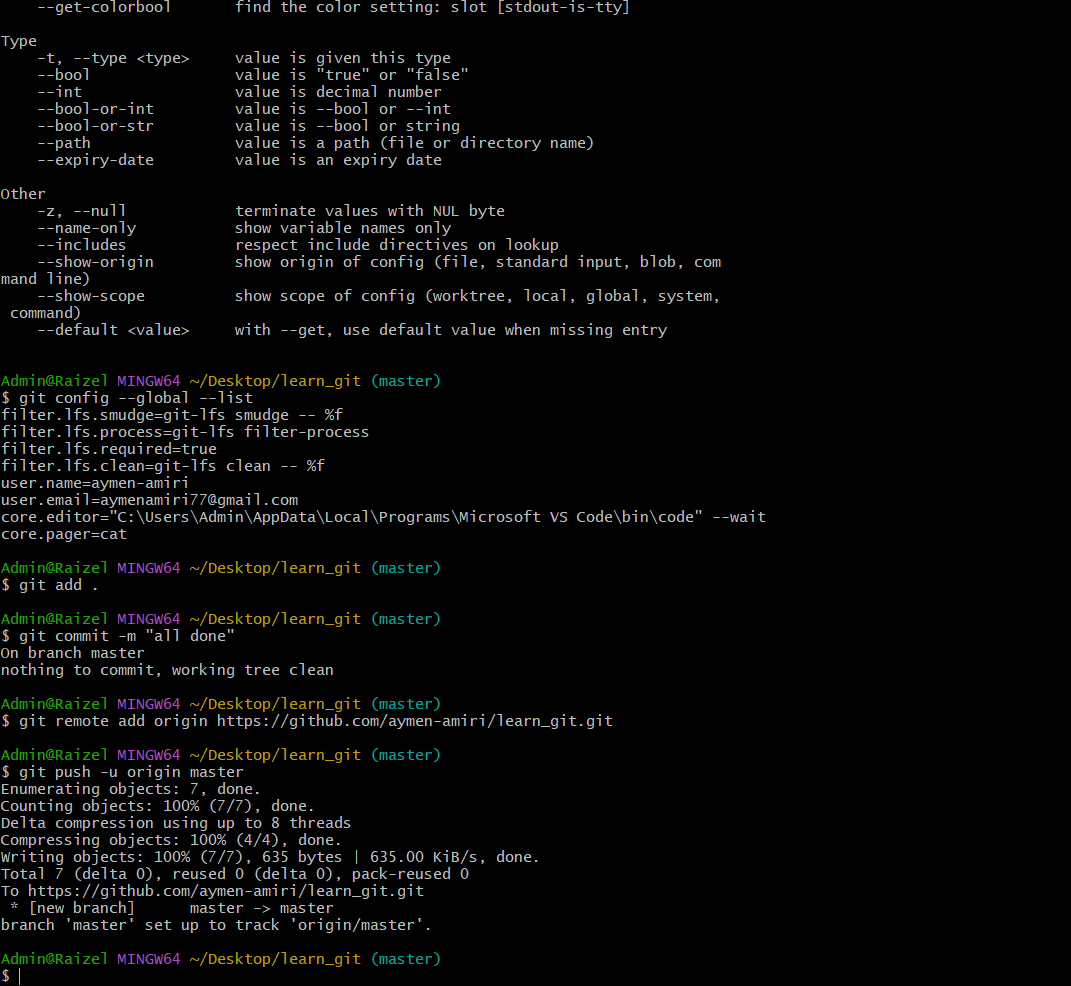 --get-colorbool       find the color setting: slot [stdout-is-tty]
Type
    -t, --type <type>     value is given this type
    --bool                value is "true" or "false"
    --int                 value is decimal number
    --bool-or-int         value is --bool or --int
    --bool-or-str         value is --bool or string
    --path                value is a path (file or directory name)
    --expiry-date         value is an expiry date
Other
    -z, --null            terminate values with NUL byte
    --name-only           show variable names only
    --includes            respect include directives on lookup
    --show-origin         show origin of config (file, standard input, blob, com
mand line)
    --show-scope          show scope of config (worktree, local, global, system,
 command)
    --default <value>     with --get, use default value when missing entry
Admin@Raizel MINGW64 ~/Desktop/learn_git (master)
$ git config --global --list
filter.lfs.smudge=git-lfs smudge -- %f
filter.lfs.process=git-lfs filter-process
filter.lfs.required=true
filter.lfs.clean=git-lfs clean -- %f
user.name=aymen-amiri
user.email=aymenamiri77@gmail.com
core.editor="C:\Users\Admin\AppData\Local\Programs\Microsoft VS Code\bin\code" --wait
core.pager=cat
Admin@Raizel MINGW64 ~/Desktop/learn_git (master)
$ git add .
Admin@Raizel MINGW64 ~/Desktop/learn_git (master)
$ git commit -m "all done"
On branch master
nothing to commit, working tree clean
Admin@Raizel MINGW64 ~/Desktop/learn_git (master)
$ git remote add origin https://github.com/aymen-amiri/learn_git.git
Admin@Raizel MINGW64 ~/Desktop/learn_git (master)
$ git push -u origin master
Enumerating objects: 7, done.
Counting objects: 100% (7/7), done.
Delta compression using up to 8 threads
Compressing objects: 100% (4/4), done.
Writing objects: 100% (7/7), 635 bytes | 635.00 KiB/s, done.
Total 7 (delta 0), reused 0 (delta 0), pack-reused 0
To https://github.com/aymen-amiri/learn_git.git
 * [new branch]      master -> master
branch 'master' set up to track 'origin/master'.
Admin@Raizel MINGW64 ~/Desktop/learn_git (master)
$